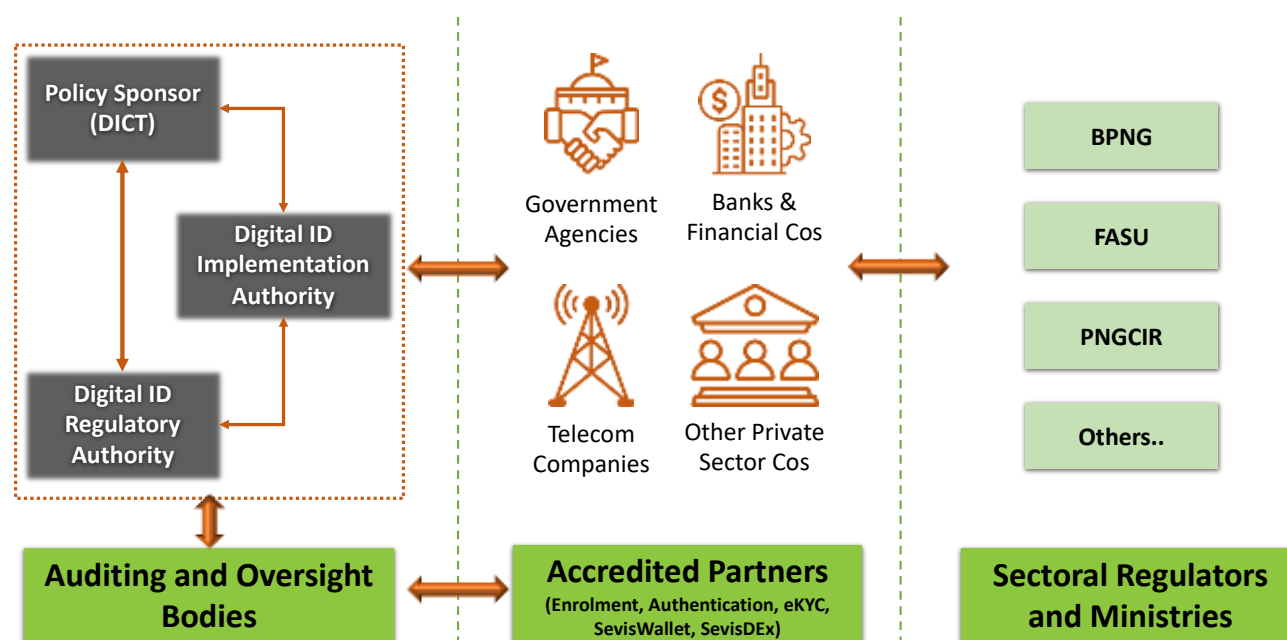 Policy Sponsor
(DICT)
Digital ID
Implementation
Authority
Digital ID
Regulatory
Authority
Auditing and Oversight
Bodies
Government
Agencies
$
Banks &
Financial Cos
Telecom
Companies
Other Private
Sector Cos
Accredited Partners
(Enrolment, Authentication, eKYC,
SevisWallet, SevisDEx)
BPNG
FASU
PNGCIR
Others..
Sectoral Regulators
and Ministries